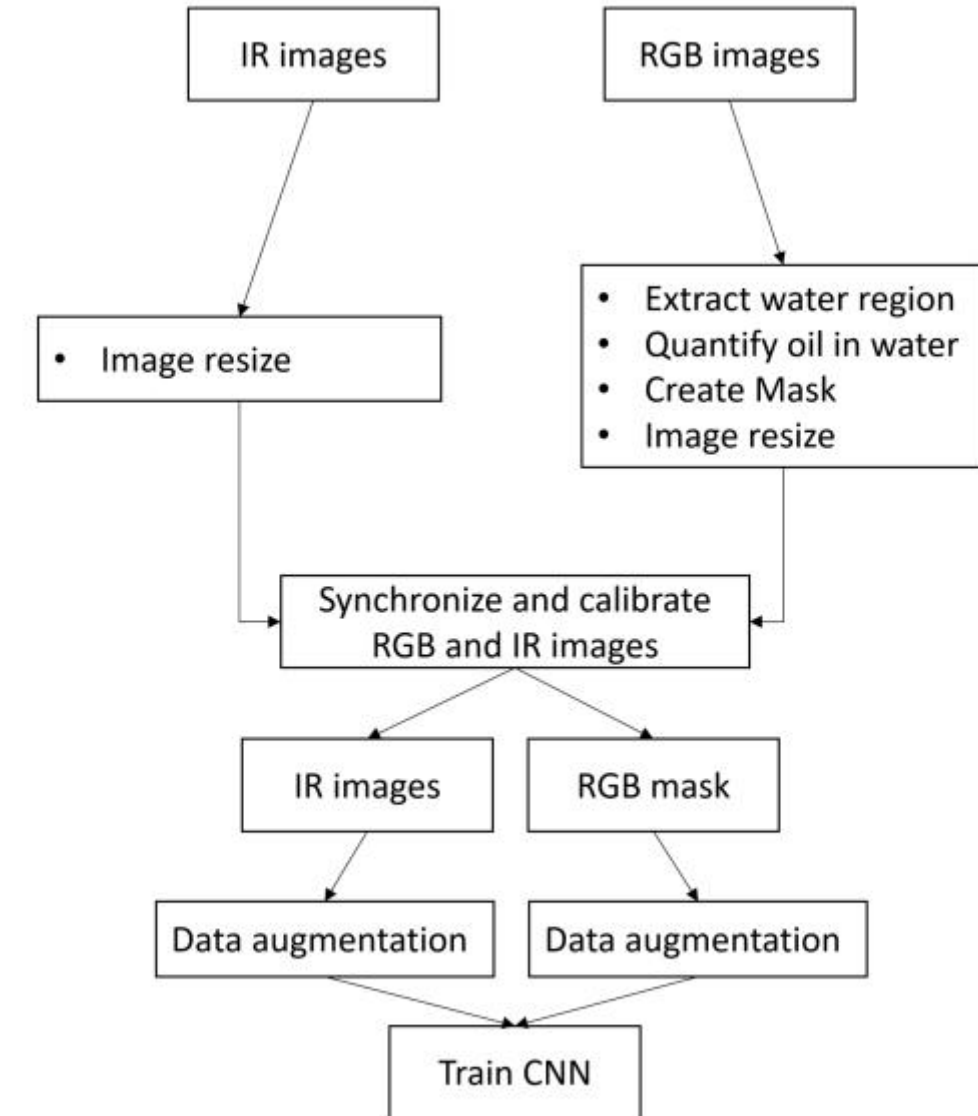 IR images
RGB images
• Image resize
• Extract water region
• Quantify oil in water
• Create Mask
• Image resize
Synchronize and calibrate
RGB and IR images
IR images
RGB mask
Data augmentation
Data augmentation
Train CNN